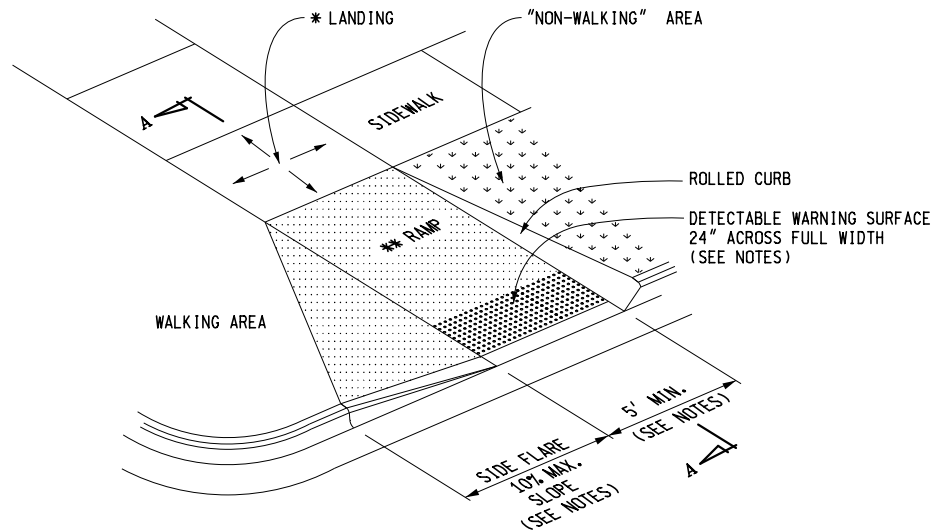 * LANDING
"NON-WALKING" AREA
A
SIDEWALK
ROLLED CURB
DETECTABLE WARNING SURFACE
24" ACROSS FULL WIDTH
(SEE NOTES)
** RAMP
WALKING AREA
5' MIN.
(SEE NOTES)
SIDE FLARE
10% MAX.
SLOPE
(SEE NOTES)
A